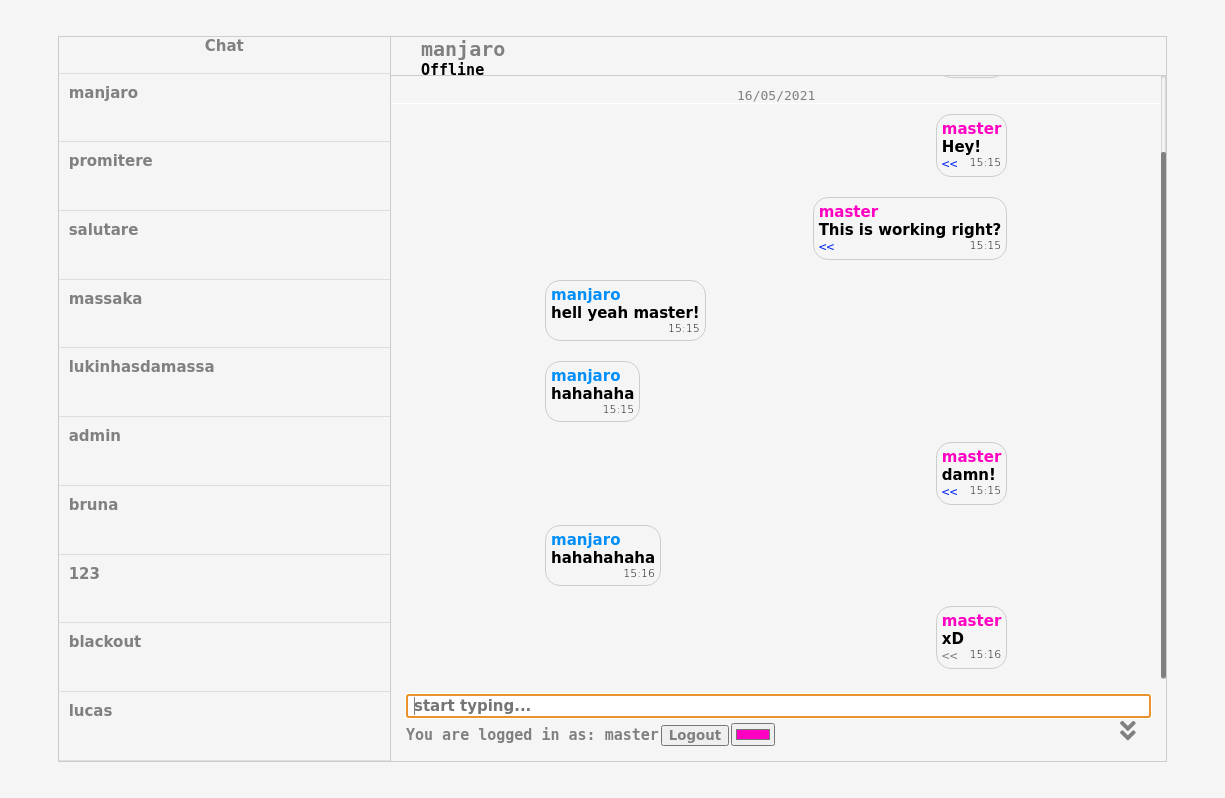 Chat
manjaro
promitere
salutare
massaka
lukinhasdamassa
admin
bruna
123
blackout
lucas
manjaro
Offline
16/05/2021
master
Hey!
<< 15:15
master
This is working right?
<< 15:15
manjaro
hell yeah master!
15:15
manjaro
hahahaha
15:15
master
damn!
<< 15:15
manjaro
hahahahaha
15:16
master
xD
<< 15:16
start typing...
You are logged in as: master Logout